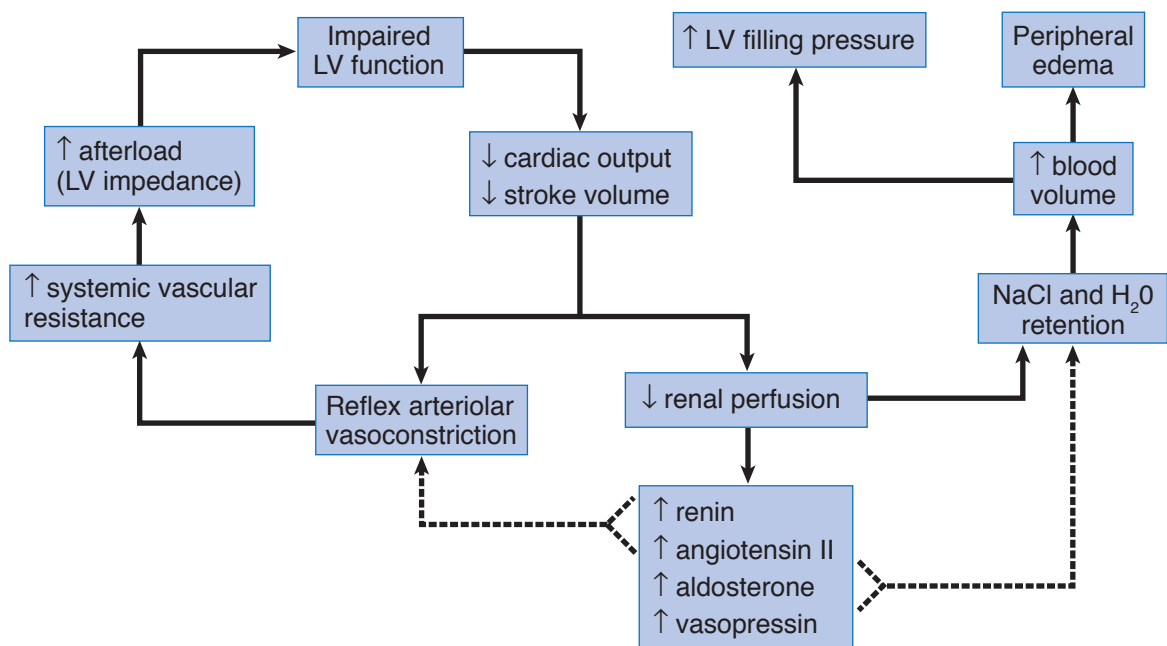 Impaired
LV function
↑ LV filling pressure
Peripheral
edema
↑ afterload
(LV impedance)
↓ cardiac output
↓ stroke volume
↑ blood
volume
↑ systemic vascular
resistance
NaCl and H₂0
retention
Reflex arteriolar
vasoconstriction
↓ renal perfusion
↑ renin
↑ angiotensin II
↑ aldosterone
↑ vasopressin